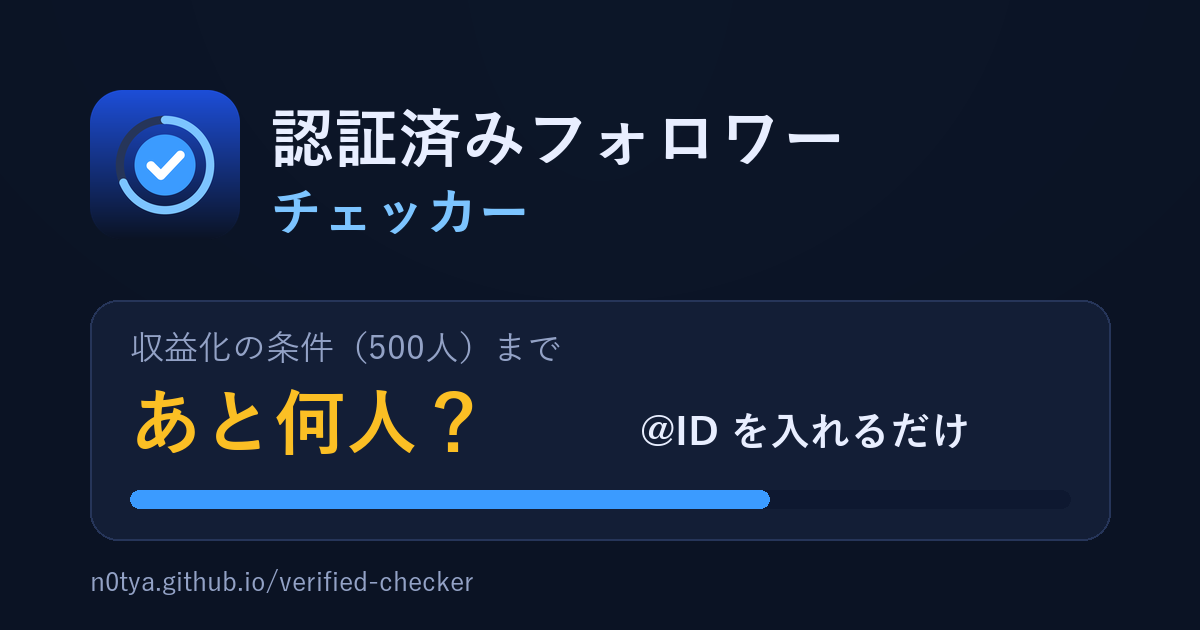 認証済みフォロワー
チェッカー
収益化の条件（500人）まで
あと何人？
@ID を入れるだけ
n0tya.github.io/verified-checker